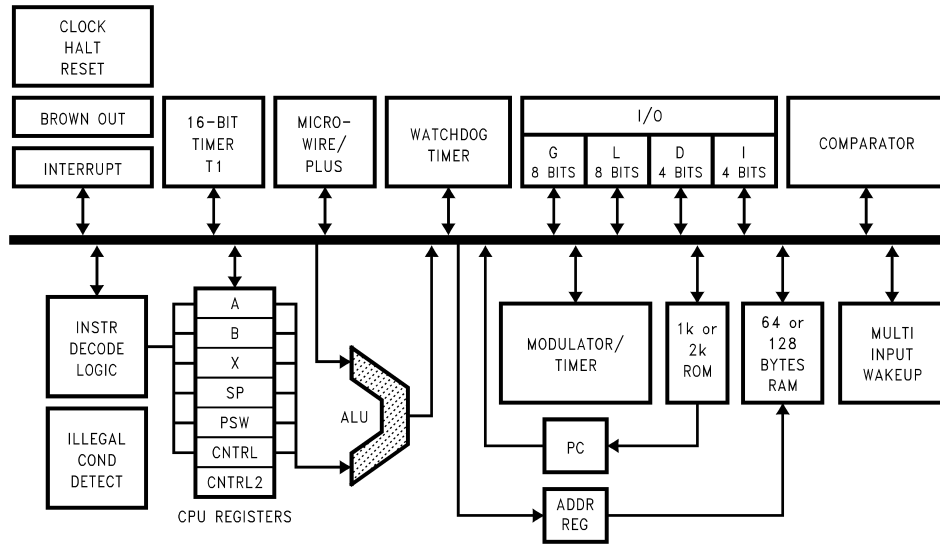 CLOCK
HALT
RESET
BROWN OUT
INTERRUPT
16-BIT
TIMER
T1
MICRO-
WIRE/
PLUS
WATCHDOG
TIMER
I/O
G
8 BITS
L
8 BITS
D
4 BITS
I
4 BITS
COMPARATOR
INSTR
DECODE
LOGIC
ILLEGAL
COND
DETECT
A
B
X
SP
PSW
CNTRL
CNTRL2
CPU REGISTERS
ALU
MODULATOR/
TIMER
1k or
2k
ROM
64 or
128
BYTES
RAM
MULTI
INPUT
WAKEUP
PC
ADDR
REG